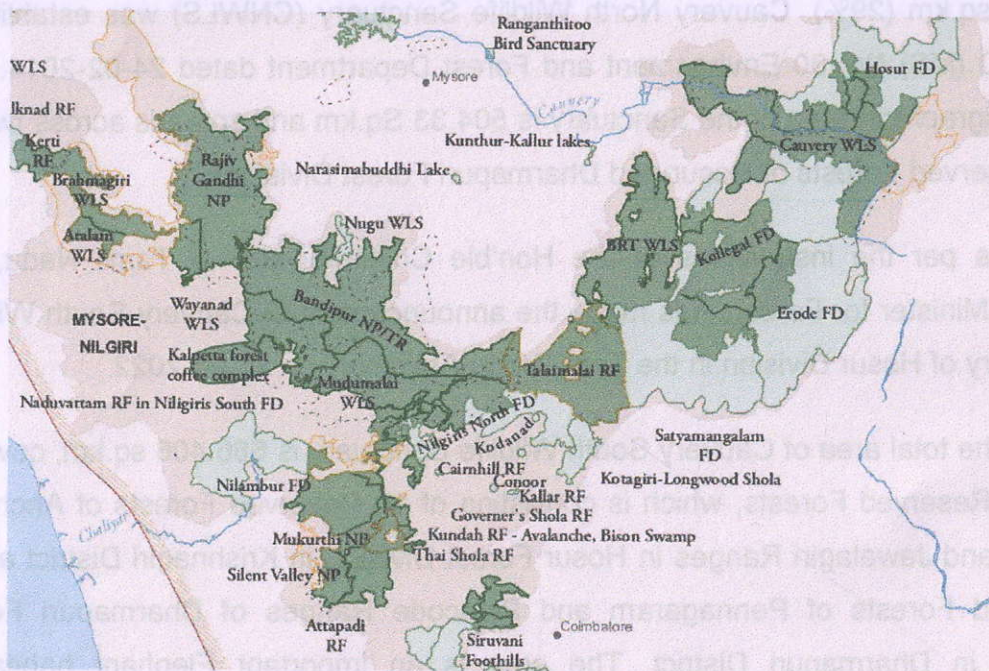 Ranganthitoo
Bird Sanctuary
Mysore
WLS
Hosur FD
lknad RF
Cauvery
Kerti
RF
Kunthur-Kallur lakes
Cauvery WLS
Rajiv
Gandhi
NP
Narasimabuddhi Lake
Brahmagiri
WLS
Nugu WLS
Aralam
WLS
BRT WLS
Kollegal FD
Wayanad
WLS
Bandipur NP/TR
Erode FD
MYSORE-
NILGIRI
Kalpetta forest
coffee complex
Mudumalai
WLS
Talaimalai RF
Naduvattam RF in Niligiris South FD
Nilgiris North FD
Kodanad
Satyamangalam
FD
Nilambur FD
Cairnhill RF
Conoor
Kotagiri-Longwood Shola
Kallar RF
Governer's Shola RF
Chaliyar
Mukurthi NP
Kundah RF - Avalanche, Bison Swamp
Thai Shola RF
Silent Valley NP
Attapadi
RF
Siruvani
Foothills
Coimbalore